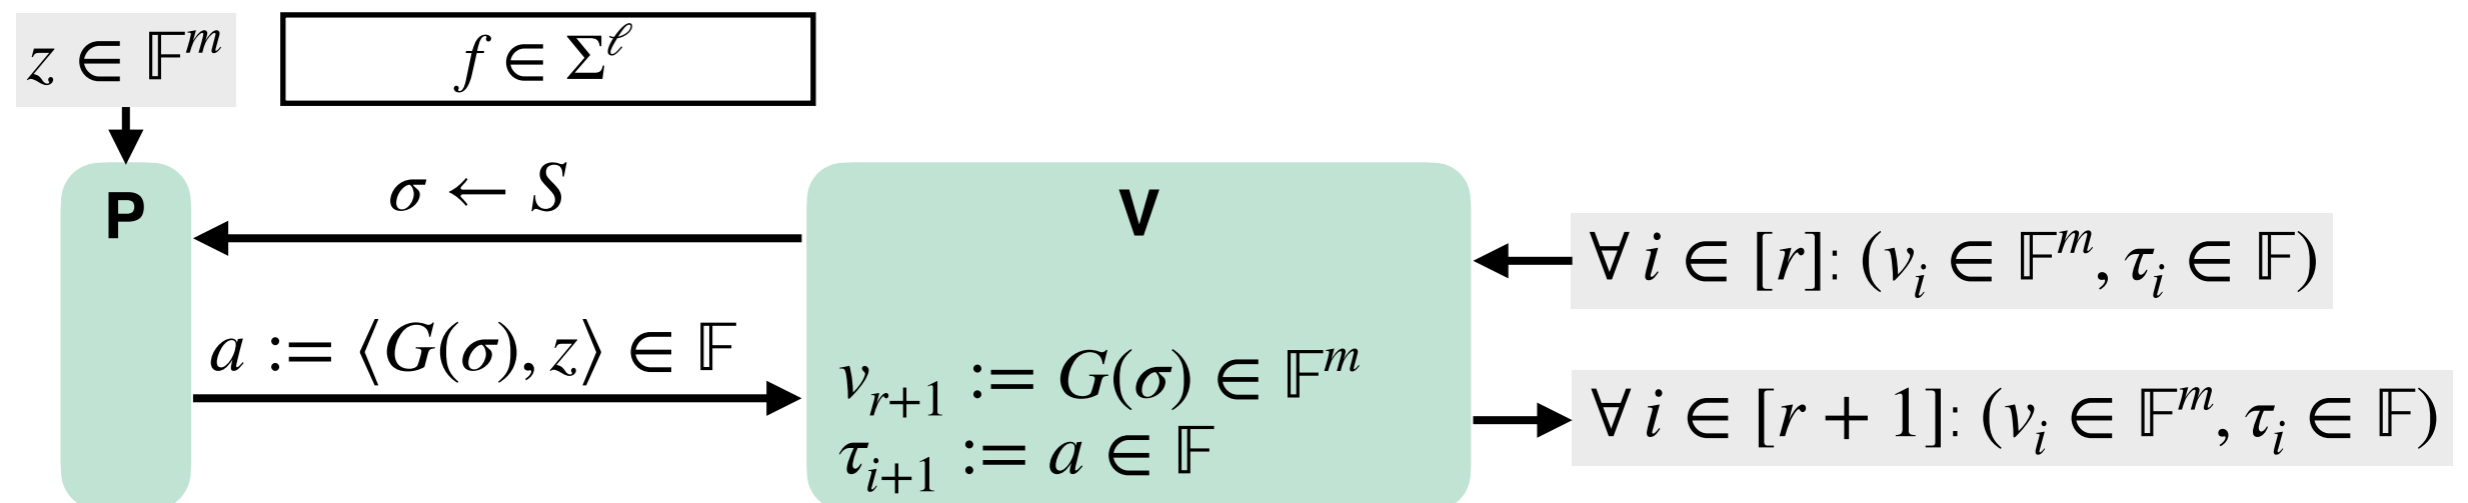 z ∈ 𝔽^m
f ∈ Σ^ℓ
P
σ ← S
V
∀ i ∈ [r]: (v_i ∈ 𝔽^m, τ_i ∈ 𝔽)
a := ⟨G(σ), z⟩ ∈ 𝔽
v_{r+1} := G(σ) ∈ 𝔽^m
τ_{i+1} := a ∈ 𝔽
∀ i ∈ [r + 1]: (v_i ∈ 𝔽^m, τ_i ∈ 𝔽)